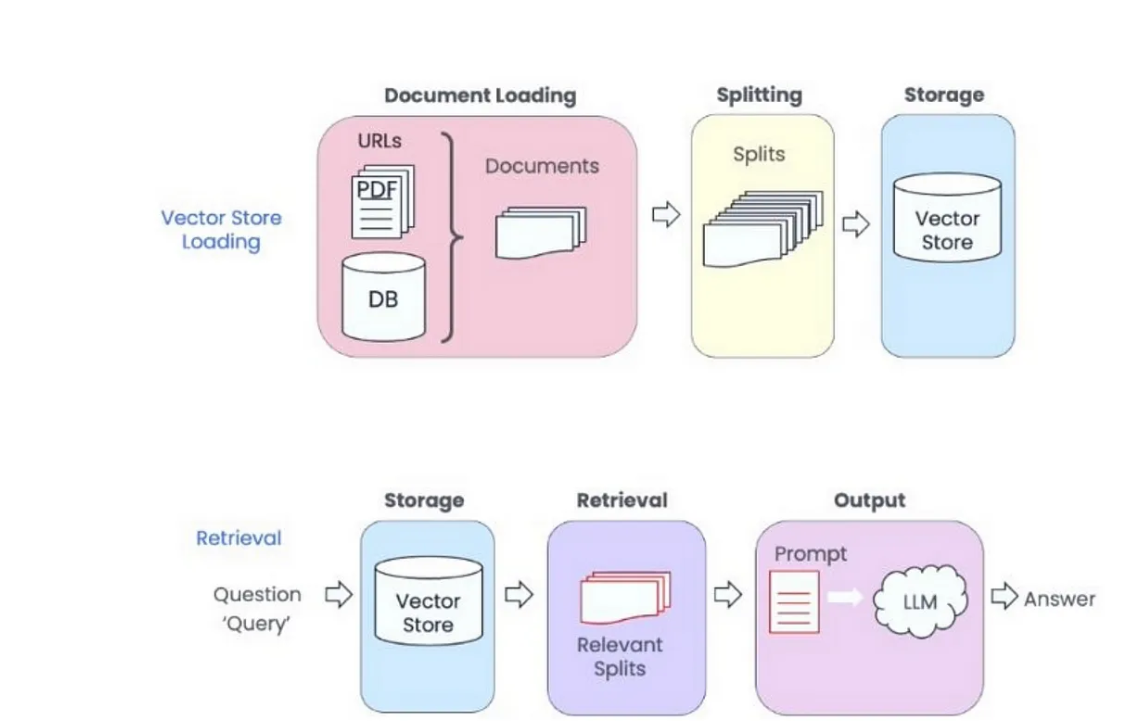 Document Loading
Splitting
Storage
URLs
PDF
DB
Documents
Splits
Vector
Store
Vector Store
Loading
Storage
Retrieval
Output
Retrieval
Question
‘Query’
Vector
Store
Relevant
Splits
Prompt
LLM
Answer